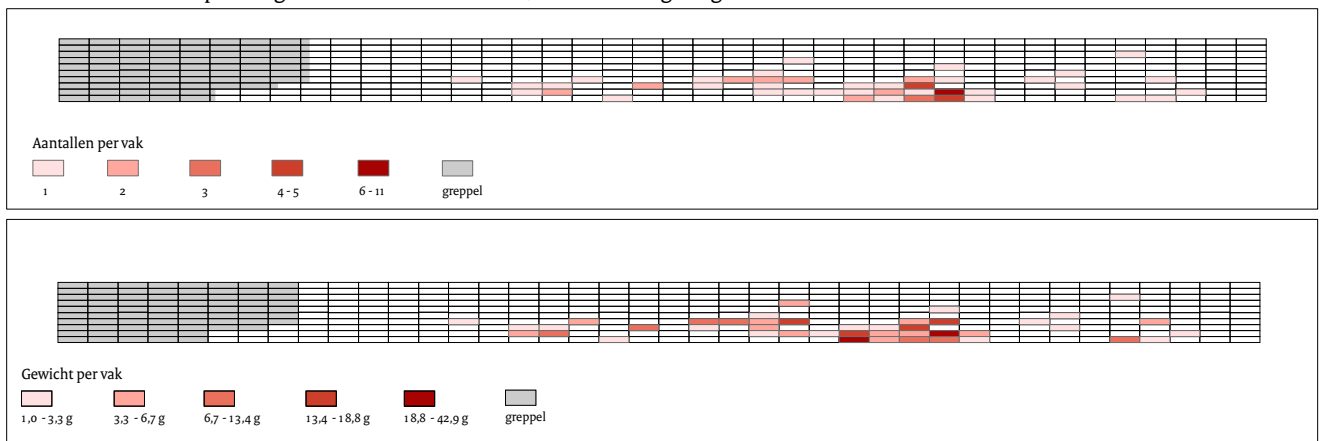 Aantallen per vak
1 2 3 4 - 5 6 - 11 greppel
Gewicht per vak
1,0 - 3,3 g 3,3 - 6,7 g 6,7 - 13,4 g 13,4 - 18,8 g 18,8 - 42,9 g greppel